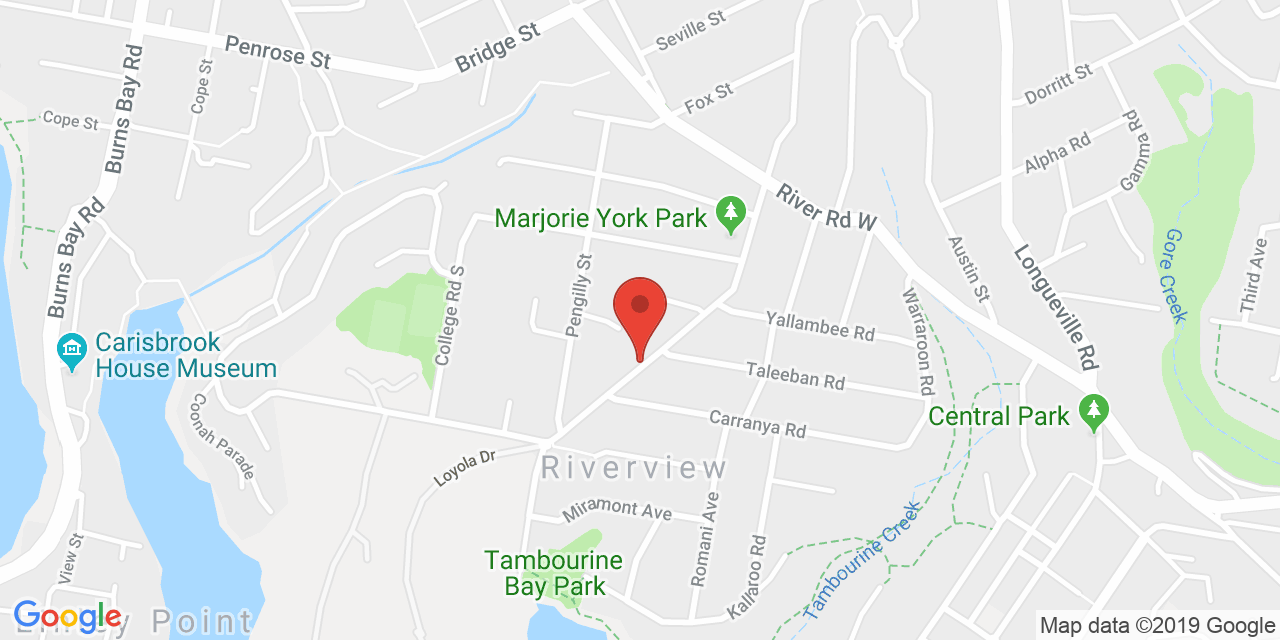 Penrose St
Bridge St
Seville St
Burns Bay Rd
Cope St
Cope St
Fox St
Dorritt St
Alpha Rd
Gamma Rd
Marjorie York Park
River Rd W
Burns Bay Rd
Pengilly St
College Rd S
Austin St
Longueville Rd
Gore Creek
Third Ave
Warraroon Rd
Yallambee Rd
Carisbrook
House Museum
Taleeban Rd
Coonah Parade
Carranya Rd
Central Park
Loyola Dr
Riverview
Miramont Ave
Romani Ave
Kallaroo Rd
Tambourine Creek
View St
Tambourine
Bay Park
Google
Point
Map data ©2019 Google